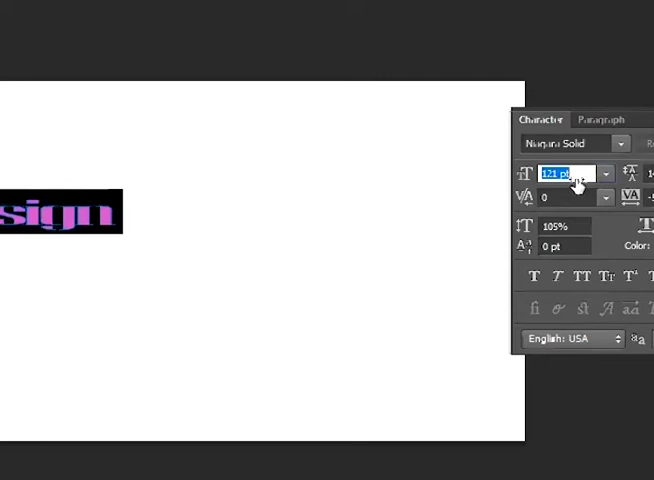 sign
Character Paragraph
Niagara Solid
121 pt
0
105%
0 pt
Color:
English: USA